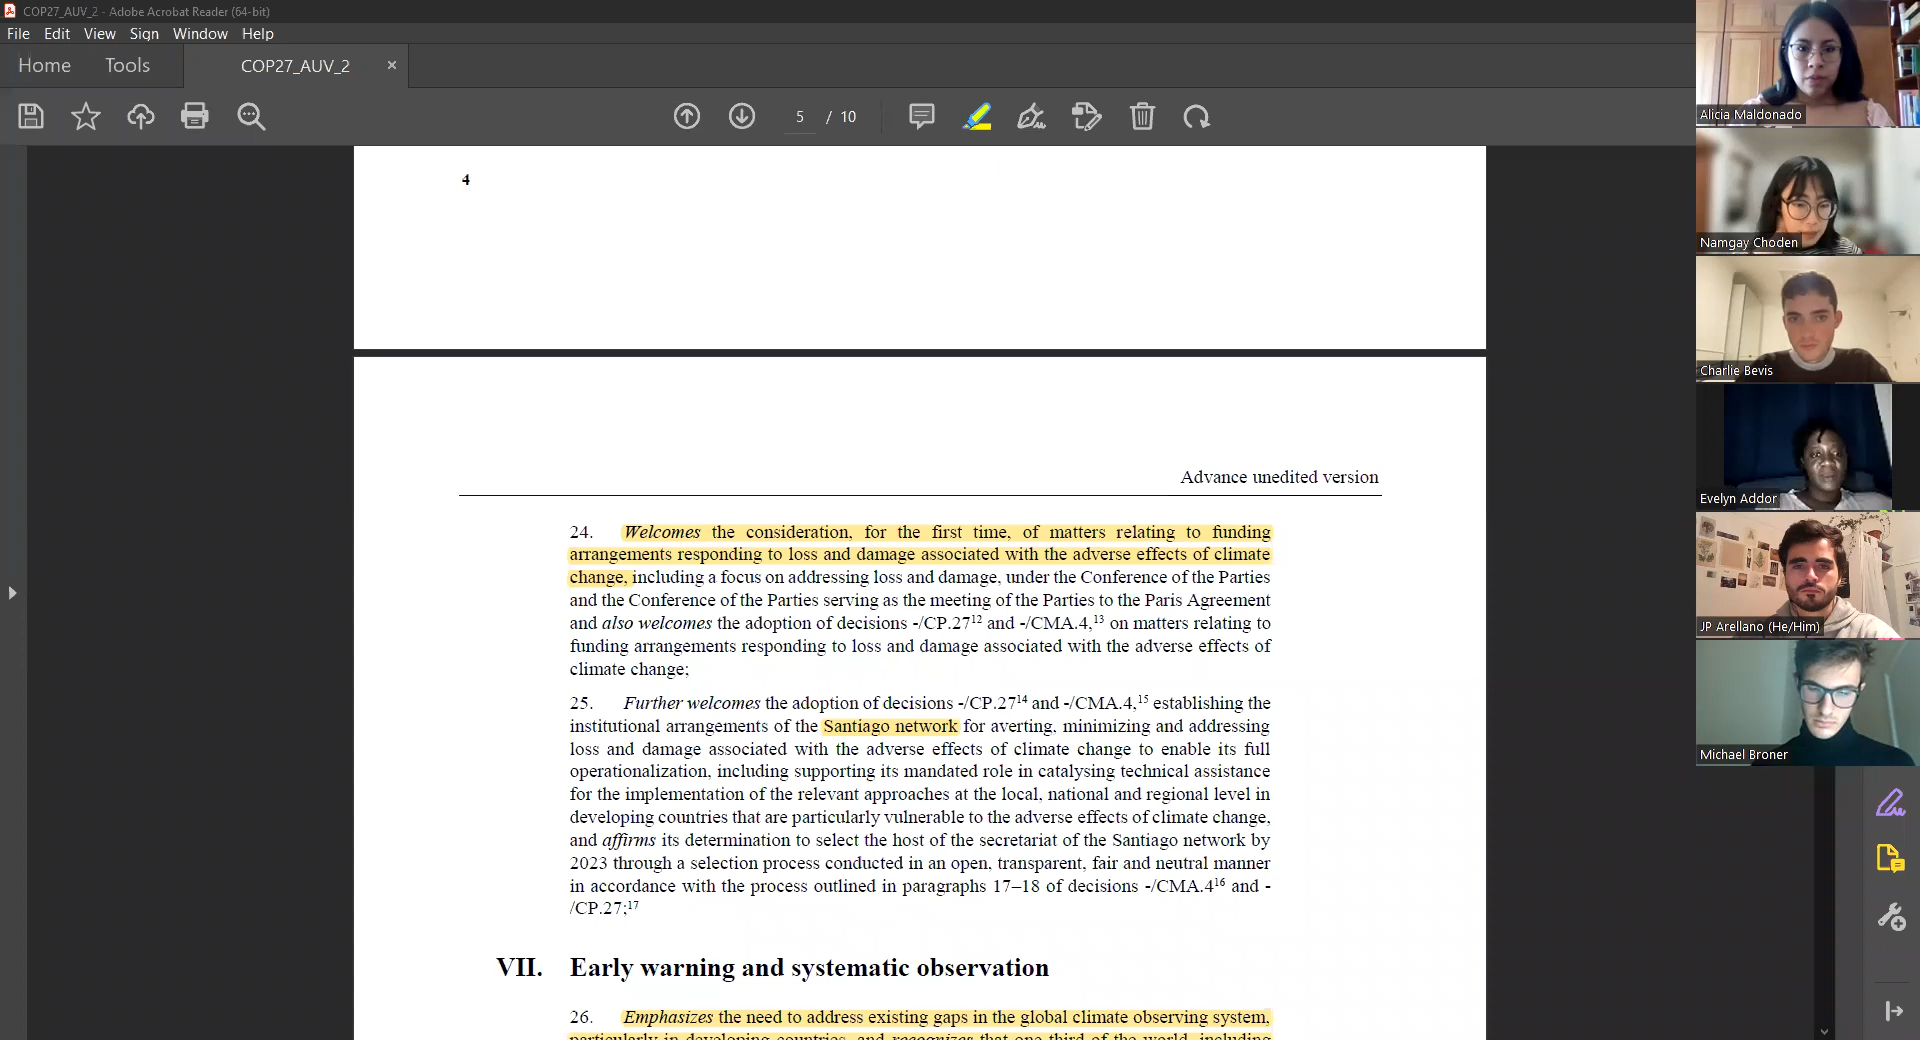 COP27_AUV_2 - Adobe Acrobat Reader (64-bit)
File Edit View Sign Window Help
Home Tools COP27_AUV_2 ×
5 / 10
4
Advance unedited version
24. Welcomes the consideration, for the first time, of matters relating to funding
arrangements responding to loss and damage associated with the adverse effects of climate
change, including a focus on addressing loss and damage, under the Conference of the Parties
and the Conference of the Parties serving as the meeting of the Parties to the Paris Agreement
and also welcomes the adoption of decisions -/CP.27¹² and -/CMA.4,¹³ on matters relating to
funding arrangements responding to loss and damage associated with the adverse effects of
climate change;
25. Further welcomes the adoption of decisions -/CP.27¹⁴ and -/CMA.4,¹⁵ establishing the
institutional arrangements of the Santiago network for averting, minimizing and addressing
loss and damage associated with the adverse effects of climate change to enable its full
operationalization, including supporting its mandated role in catalysing technical assistance
for the implementation of the relevant approaches at the local, national and regional level in
developing countries that are particularly vulnerable to the adverse effects of climate change,
and affirms its determination to select the host of the secretariat of the Santiago network by
2023 through a selection process conducted in an open, transparent, fair and neutral manner
in accordance with the process outlined in paragraphs 17–18 of decisions -/CMA.4¹⁶ and -
/CP.27;¹⁷
VII. Early warning and systematic observation
26. Emphasizes the need to address existing gaps in the global climate observing system,
particularly in developing countries, and recognizes that one third of the world, including
Alicia Maldonado
Namgay Choden
Charlie Bevis
Evelyn Addor
JP Arellano (He/Him)
Michael Broner